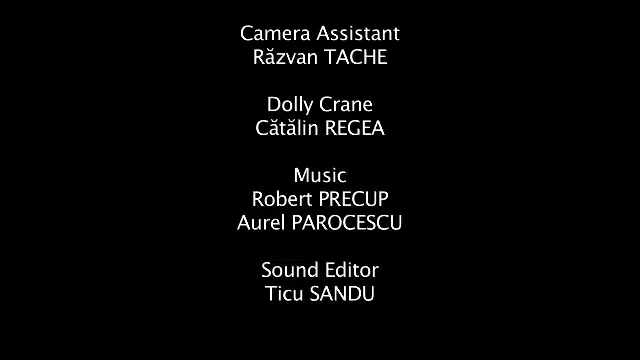 Camera Assistant
Răzvan TACHE
Dolly Crane
Cătălin REGEA
Music
Robert PRECUP
Aurel PAROCESCU
Sound Editor
Ticu SANDU